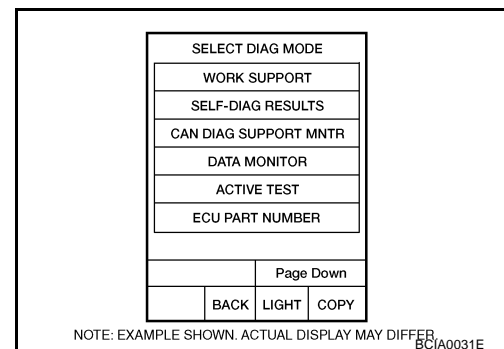 SELECT DIAG MODE
WORK SUPPORT
SELF-DIAG RESULTS
CAN DIAG SUPPORT MNTR
DATA MONITOR
ACTIVE TEST
ECU PART NUMBER
Page Down
BACK LIGHT COPY
NOTE: EXAMPLE SHOWN. ACTUAL DISPLAY MAY DIFFER.
BCIA0031E